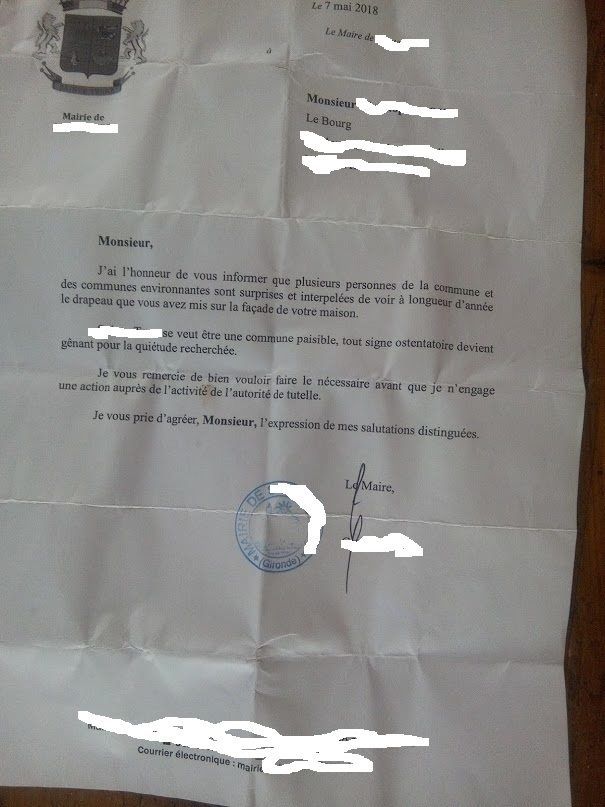 Le 7 mai 2018
Le Maire de
à
Monsieur
Mairie de
Le Bourg
Monsieur,
J'ai l'honneur de vous informer que plusieurs personnes de la commune et
des communes environnantes sont surprises et interpelées de voir à longueur d'année
le drapeau que vous avez mis sur la façade de votre maison.
se veut être une commune paisible, tout signe ostentatoire devient
gênant pour la quiétude recherchée.
Je vous remercie de bien vouloir faire le nécessaire avant que je n'engage
une action auprès de l'activité de l'autorité de tutelle.
Je vous prie d'agréer, Monsieur, l'expression de mes salutations distinguées.
Le Maire,
MAIRIE DE
(Gironde)
Courrier électronique : mairie